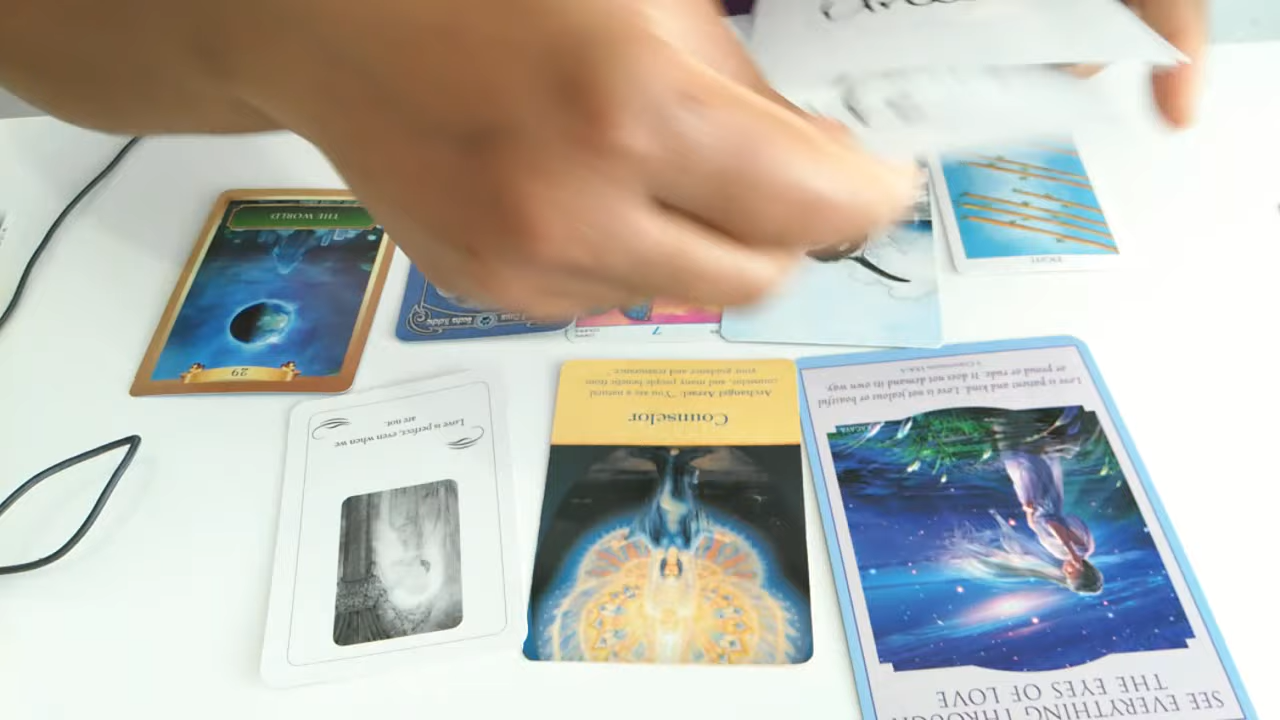 THE WORLD
29
7
Love is perfect, even when we
are not.
Counselor
Archangel Azrael: "You are a natural
counselor, and many people benefit from
your guidance and reassurance."
SEE EVERYTHING THROUGH
THE EYES OF LOVE
Love is patient and kind. Love is not jealous or boastful
or proud or rude. It does not demand its own way.